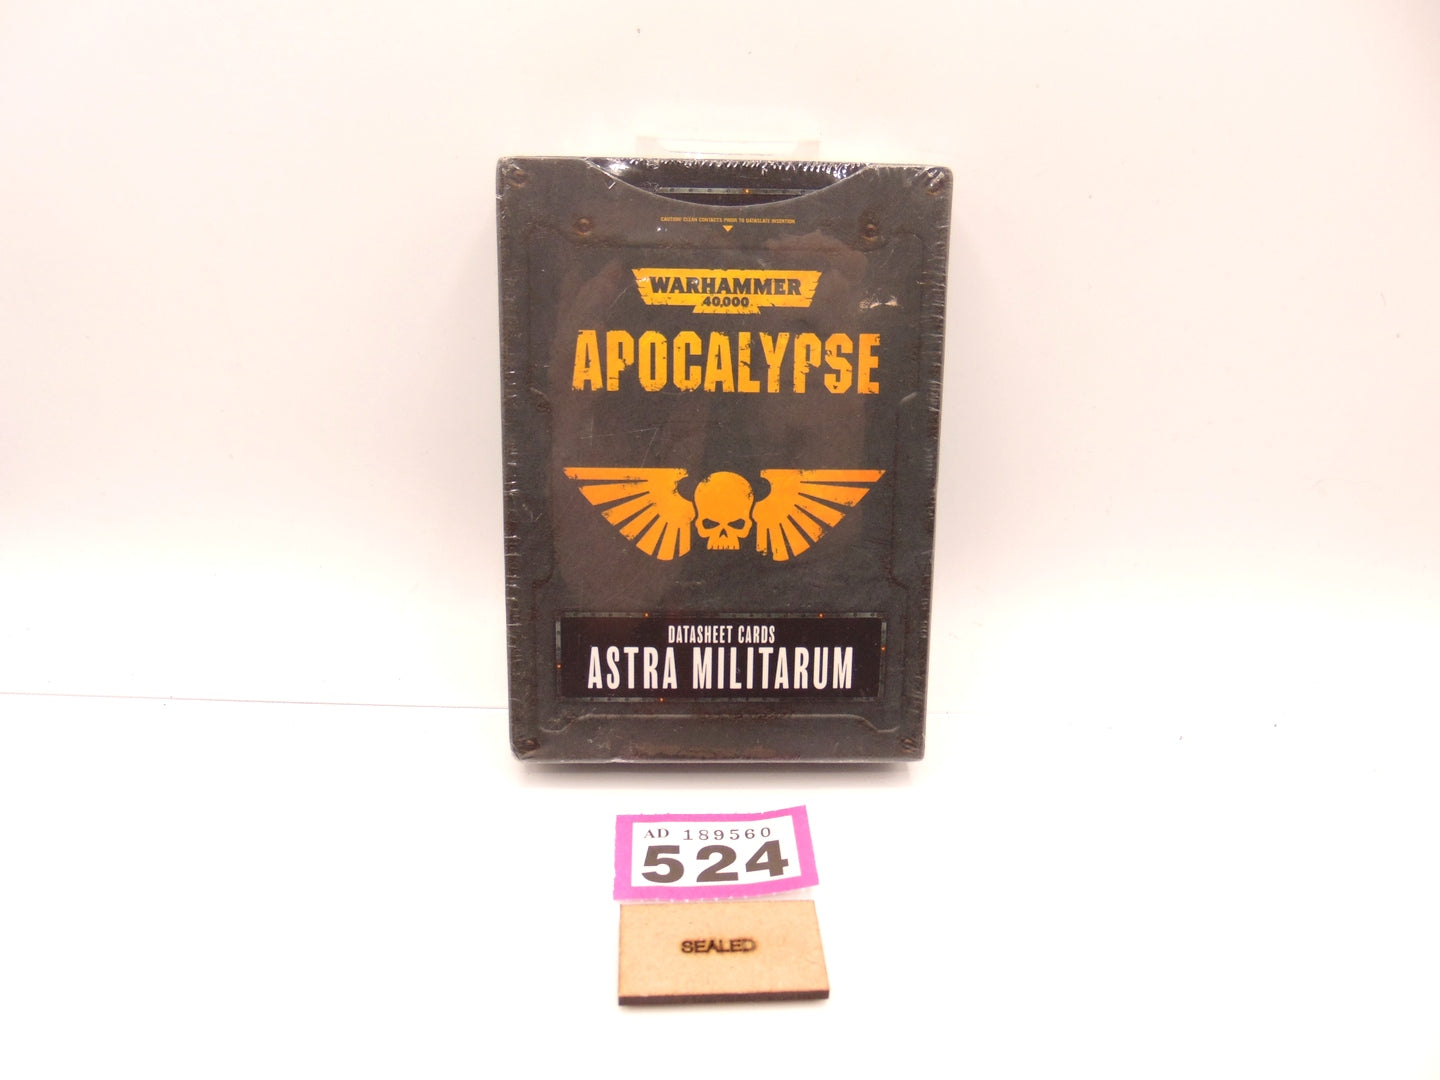 CAUTION! CLEAN CONTACTS PRIOR TO DATASLATE INSERTION
WARHAMMER
40,000
APOCALYPSE
DATASHEET CARDS
ASTRA MILITARUM
AD 189560
524
SEALED